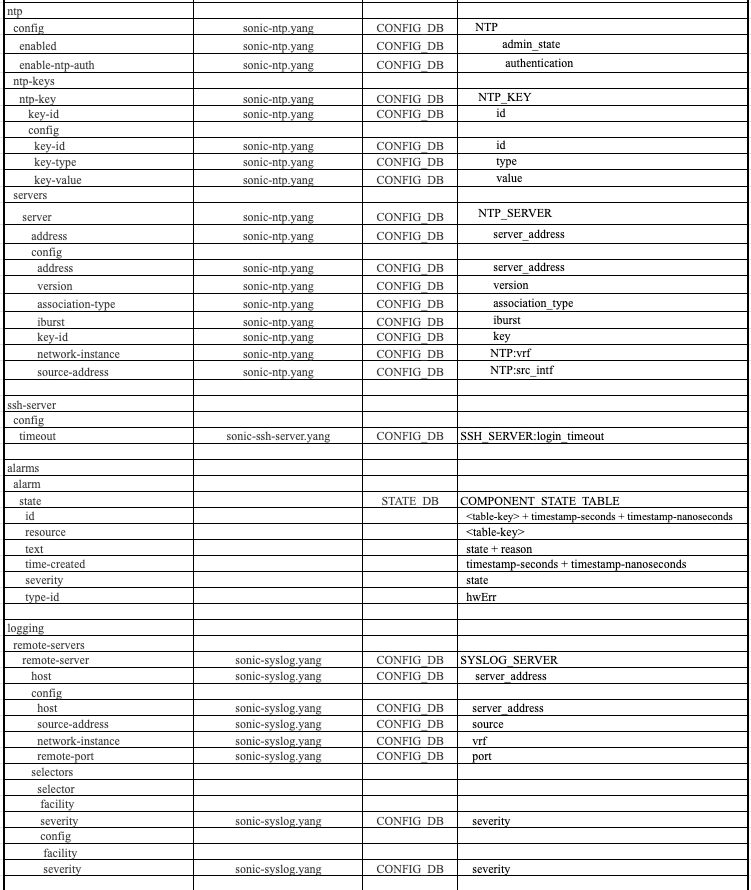 ntp
config sonic-ntp.yang CONFIG_DB NTP
enabled sonic-ntp.yang CONFIG_DB admin_state
enable-ntp-auth sonic-ntp.yang CONFIG_DB authentication
ntp-keys
ntp-key sonic-ntp.yang CONFIG_DB NTP_KEY
key-id sonic-ntp.yang CONFIG_DB id
config
key-id sonic-ntp.yang CONFIG_DB id
key-type sonic-ntp.yang CONFIG_DB type
key-value sonic-ntp.yang CONFIG_DB value
servers
server sonic-ntp.yang CONFIG_DB NTP_SERVER
address sonic-ntp.yang CONFIG_DB server_address
config
address sonic-ntp.yang CONFIG_DB server_address
version sonic-ntp.yang CONFIG_DB version
association-type sonic-ntp.yang CONFIG_DB association_type
iburst sonic-ntp.yang CONFIG_DB iburst
key-id sonic-ntp.yang CONFIG_DB key
network-instance sonic-ntp.yang CONFIG_DB NTP:vrf
source-address sonic-ntp.yang CONFIG_DB NTP:src_intf
ssh-server
config
timeout sonic-ssh-server.yang CONFIG_DB SSH_SERVER:login_timeout
alarms
alarm
state STATE_DB COMPONENT_STATE_TABLE
id <table-key> + timestamp-seconds + timestamp-nanoseconds
resource <table-key>
text state + reason
time-created timestamp-seconds + timestamp-nanoseconds
severity state
type-id hwErr
logging
remote-servers
remote-server sonic-syslog.yang CONFIG_DB SYSLOG_SERVER
host sonic-syslog.yang CONFIG_DB server_address
config
host sonic-syslog.yang CONFIG_DB server_address
source-address sonic-syslog.yang CONFIG_DB source
network-instance sonic-syslog.yang CONFIG_DB vrf
remote-port sonic-syslog.yang CONFIG_DB port
selectors
selector
facility
severity sonic-syslog.yang CONFIG_DB severity
config
facility
severity sonic-syslog.yang CONFIG_DB severity